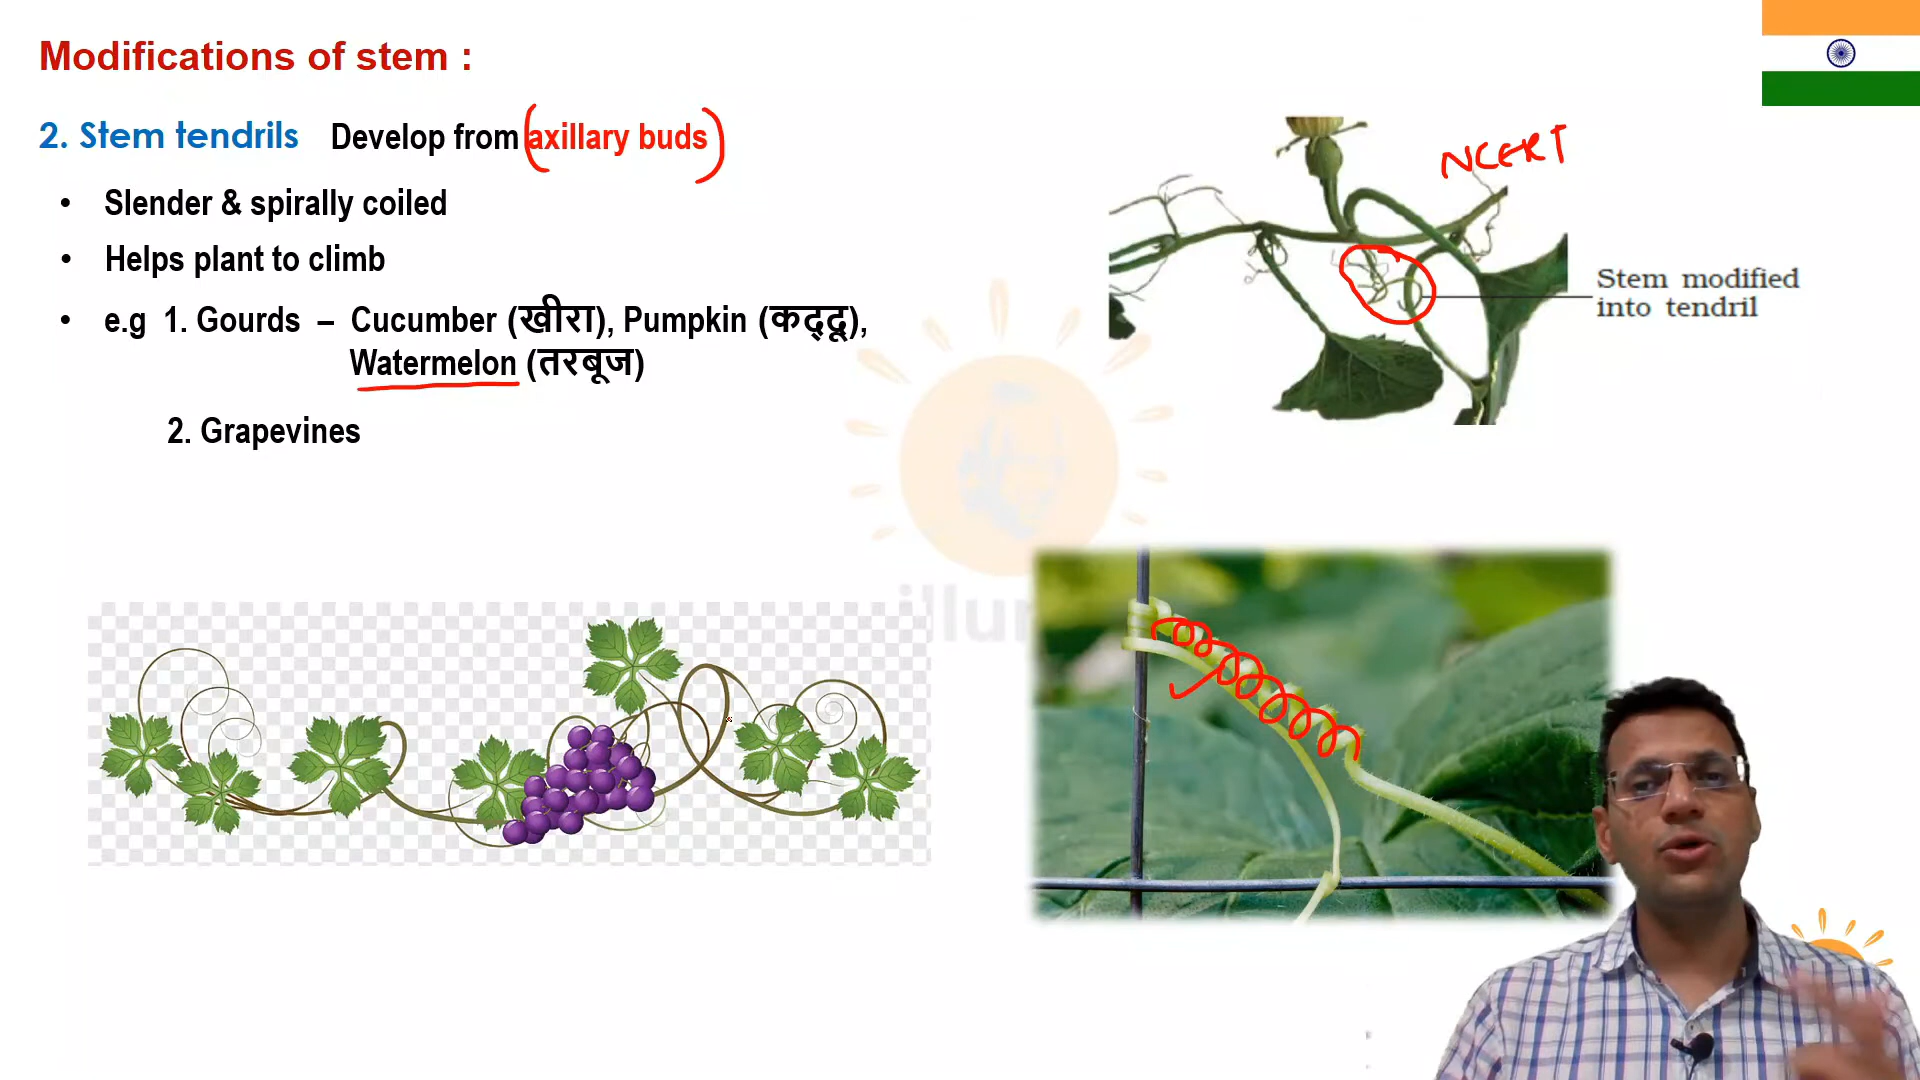 Modifications of stem :
2. Stem tendrils Develop from axillary buds
• Slender & spirally coiled
• Helps plant to climb
• e.g 1. Gourds – Cucumber (खीरा), Pumpkin (कद्दू),
Watermelon (तरबूज)
2. Grapevines
NCERT
Stem modified
into tendril
illu